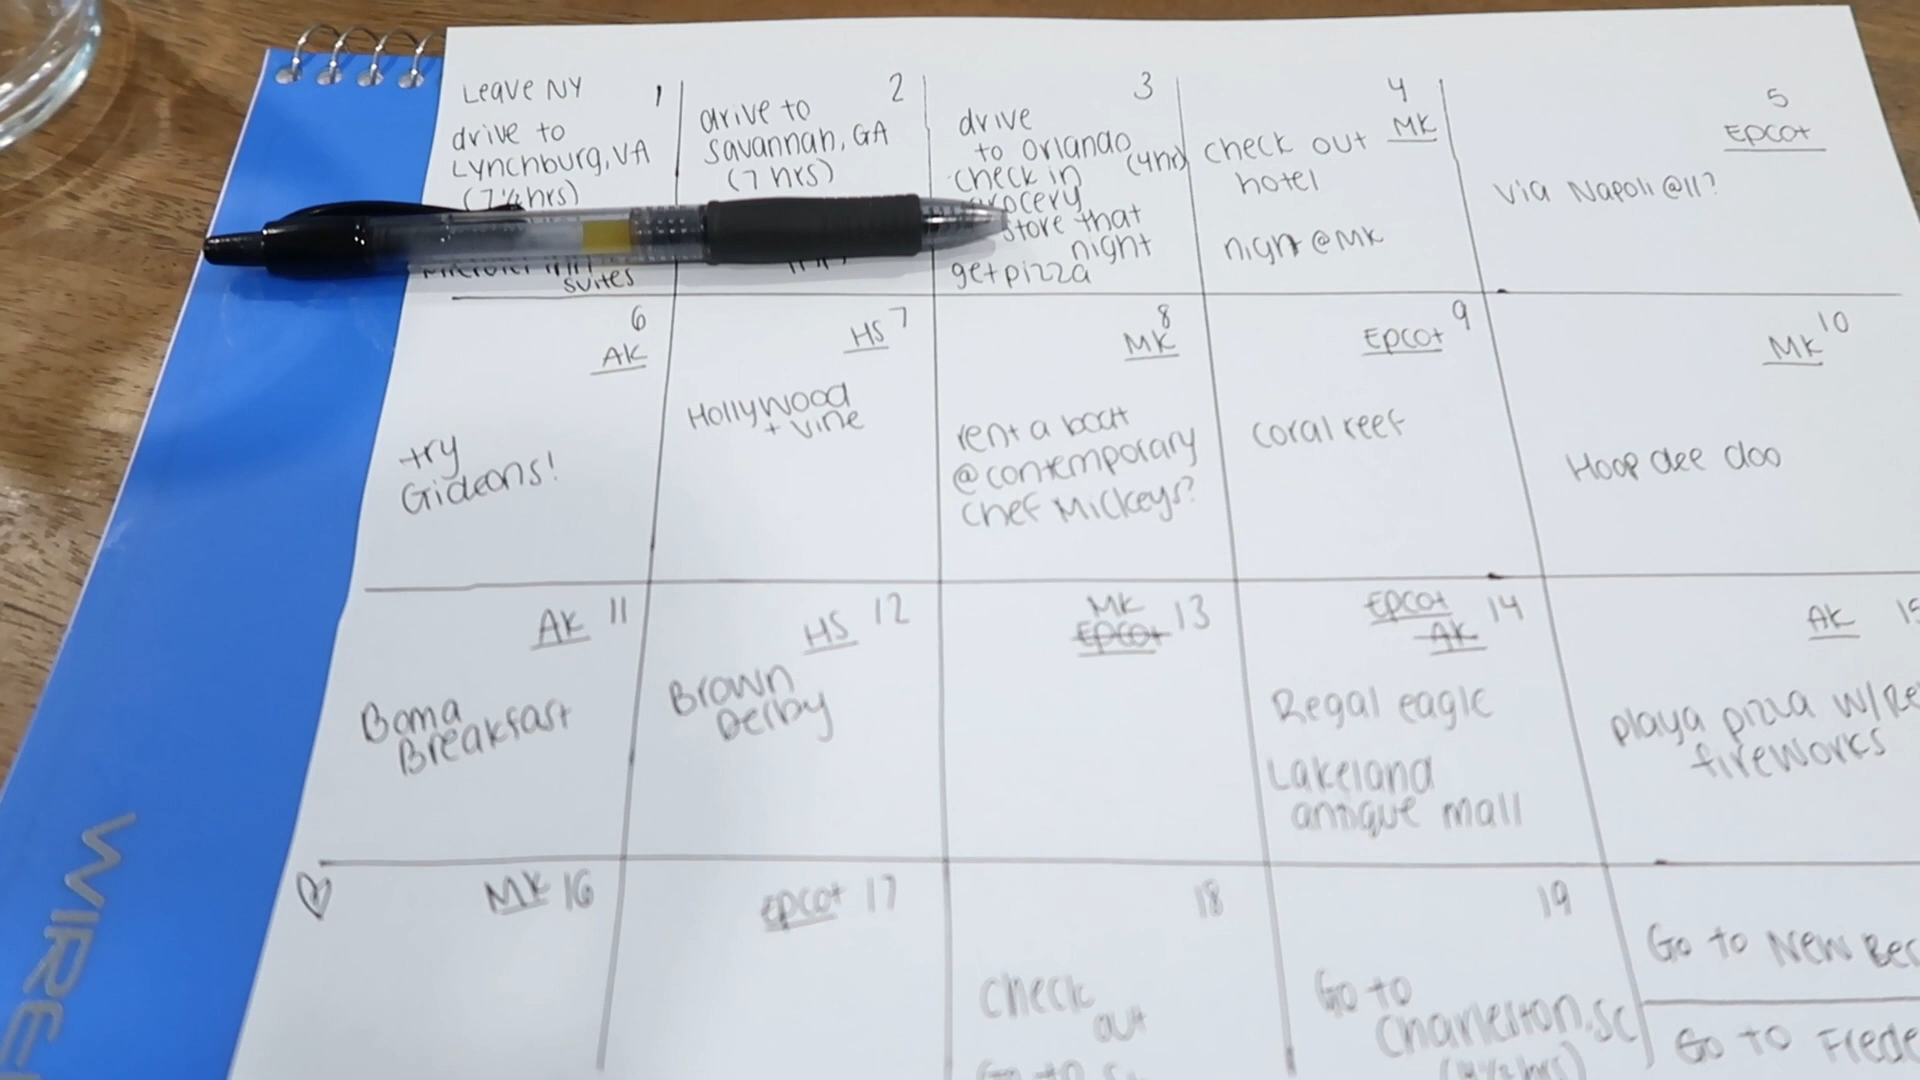 Leave NY
1
drive to
Lynchburg, VA
(7½hrs)
suites
2
drive to
Savannah, GA
(7 hrs)
3
drive
to Orlando
(4hr)
check in
grocery
store that
night
get pizza
4
MK
check out
hotel
night @MK
5
Epcot
Via Napoli @11?
6
AK
try
Gideons!
HS 7
Hollywood
+ vine
8
MK
rent a boat
@contemporary
Chef Mickeys?
Epcot 9
coral reef
MK 10
Hoop dee doo
AK 11
Boma
Breakfast
HS 12
Brown
Derby
MK
Epcot 13
Epcot 14
AK
Regal eagle
Lakeland
antique mall
AK
playa pizza
fireworks
MK 16
Epcot 17
18
Check
out
19
Go to
Charleston, SC
Go to New
Go to
WIRE